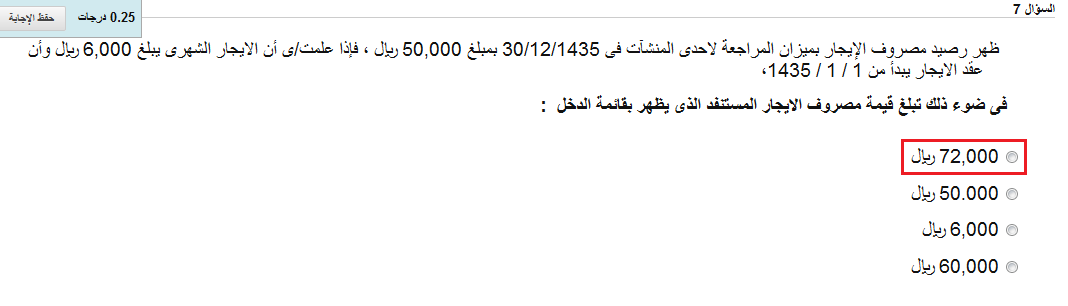 السؤال 7
0.25 درجات
حفظ الإجابة
ظهر رصيد مصروف الإيجار بميزان المراجعة لاحدى المنشآت فى 30/12/1435 بمبلغ 50,000 ريال ، فإذا علمت/ى أن الايجار الشهرى يبلغ 6,000 ريال وأن
عقد الايجار يبدأ من 1 / 1 / 1435،
فى ضوء ذلك تبلغ قيمة مصروف الايجار المستنفد الذى يظهر بقائمة الدخل :
72,000 ريال
50.000 ريال
6,000 ريال
60,000 ريال